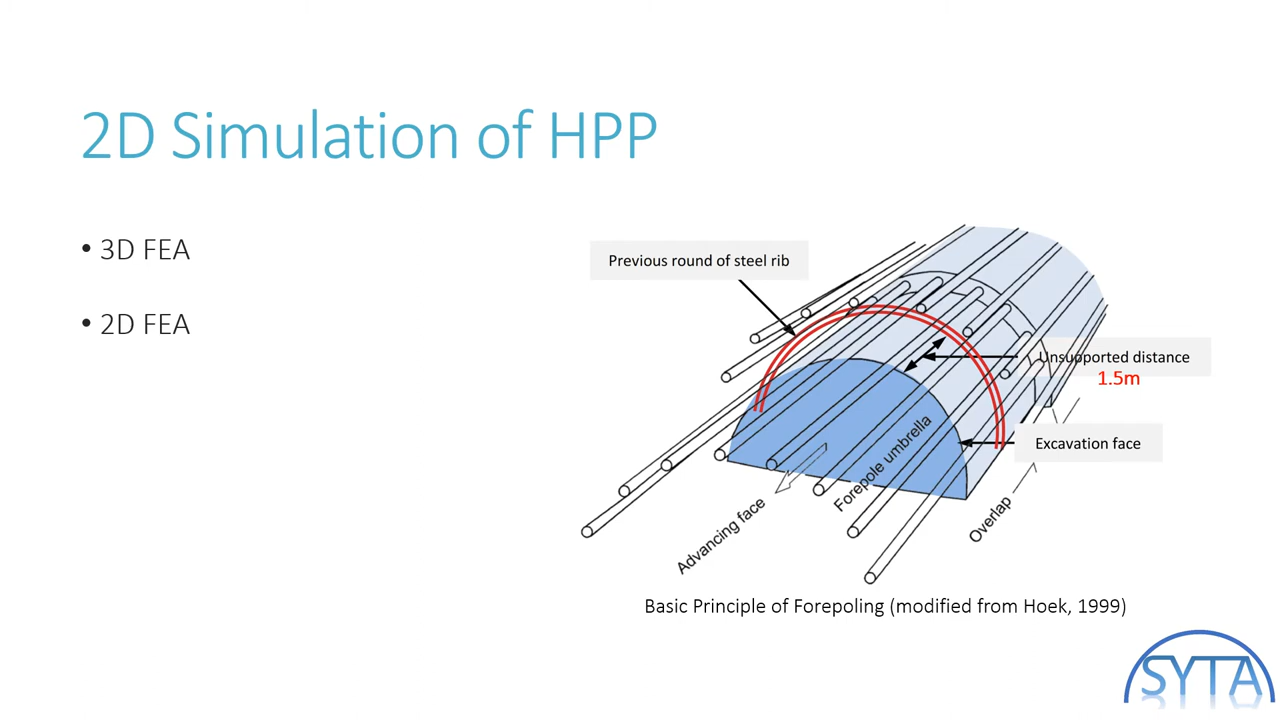 2D Simulation of HPP
• 3D FEA
• 2D FEA
Previous round of steel rib
Unsupported distance
1.5m
Excavation face
Forepole umbrella
Advancing face
Overlap
Basic Principle of Forepoling (modified from Hoek, 1999)
SYTA